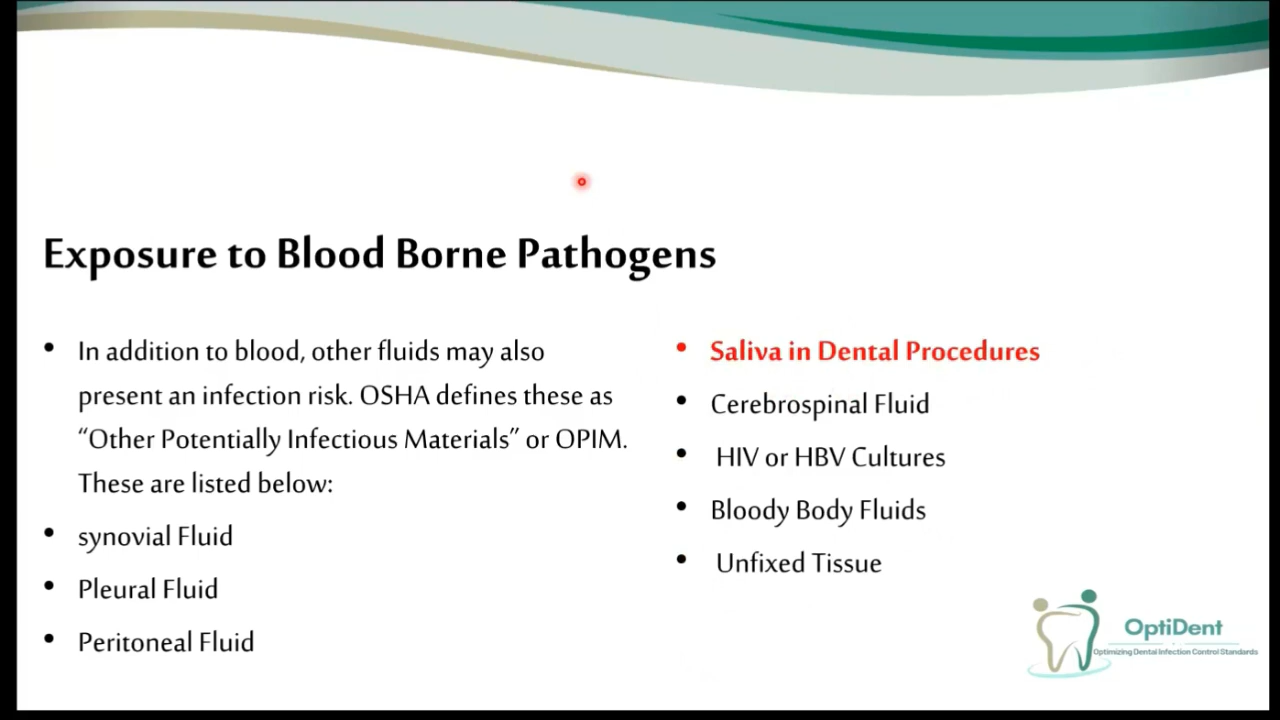 Exposure to Blood Borne Pathogens
• In addition to blood, other fluids may also
present an infection risk. OSHA defines these as
“Other Potentially Infectious Materials” or OPIM.
These are listed below:
• synovial Fluid
• Pleural Fluid
• Peritoneal Fluid
• Saliva in Dental Procedures
• Cerebrospinal Fluid
• HIV or HBV Cultures
• Bloody Body Fluids
• Unfixed Tissue
OptiDent
Optimizing Dental Infection Control Standards